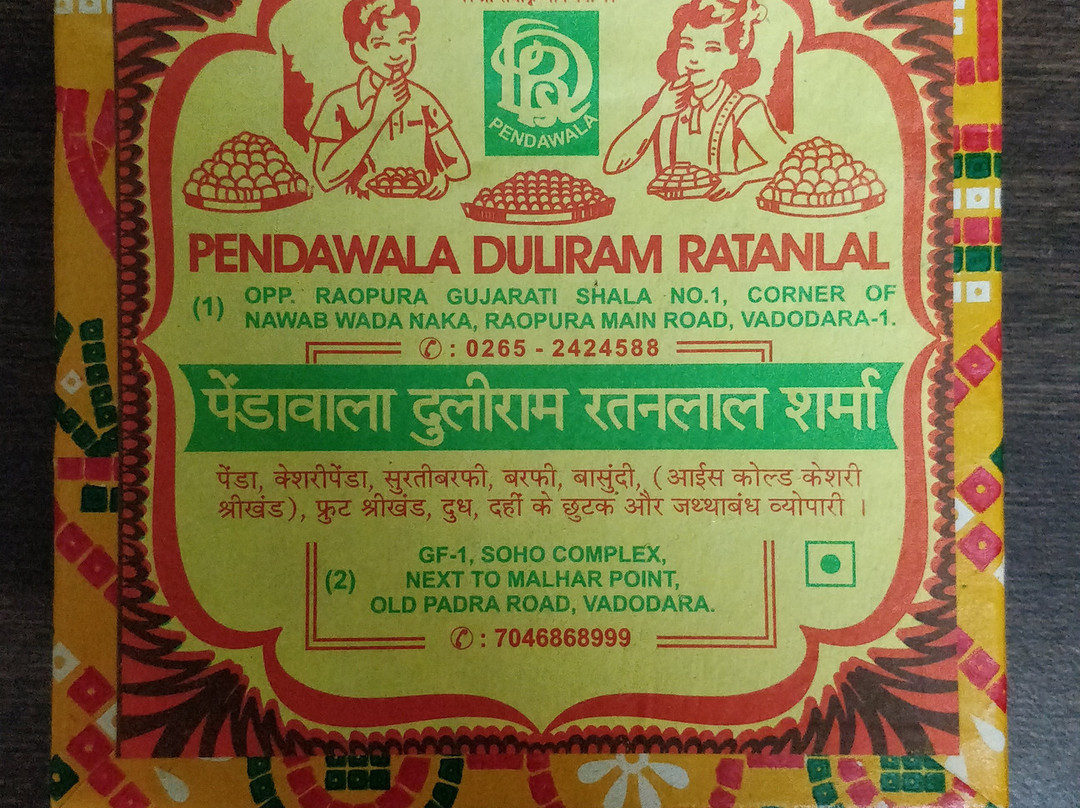 PDR
PENDAWALA
PENDAWALA DULIRAM RATANLAL
(1) OPP. RAOPURA GUJARATI SHALA NO.1, CORNER OF
NAWAB WADA NAKA, RAOPURA MAIN ROAD, VADODARA-1.
✆ : 0265 - 2424588
पेंडावाला दुलीराम रतनलाल शर्मा
पेंडा, केशरीपेंडा, सुरतीबरफी, बरफी, बासुंदी, (आईस कोल्ड केशरी
श्रीखंड), फ्रुट श्रीखंड, दुध, दहीं के छुटक और जथ्थाबंध व्योपारी ।
GF-1, SOHO COMPLEX,
(2) NEXT TO MALHAR POINT,
OLD PADRA ROAD, VADODARA.
✆ : 7046868999